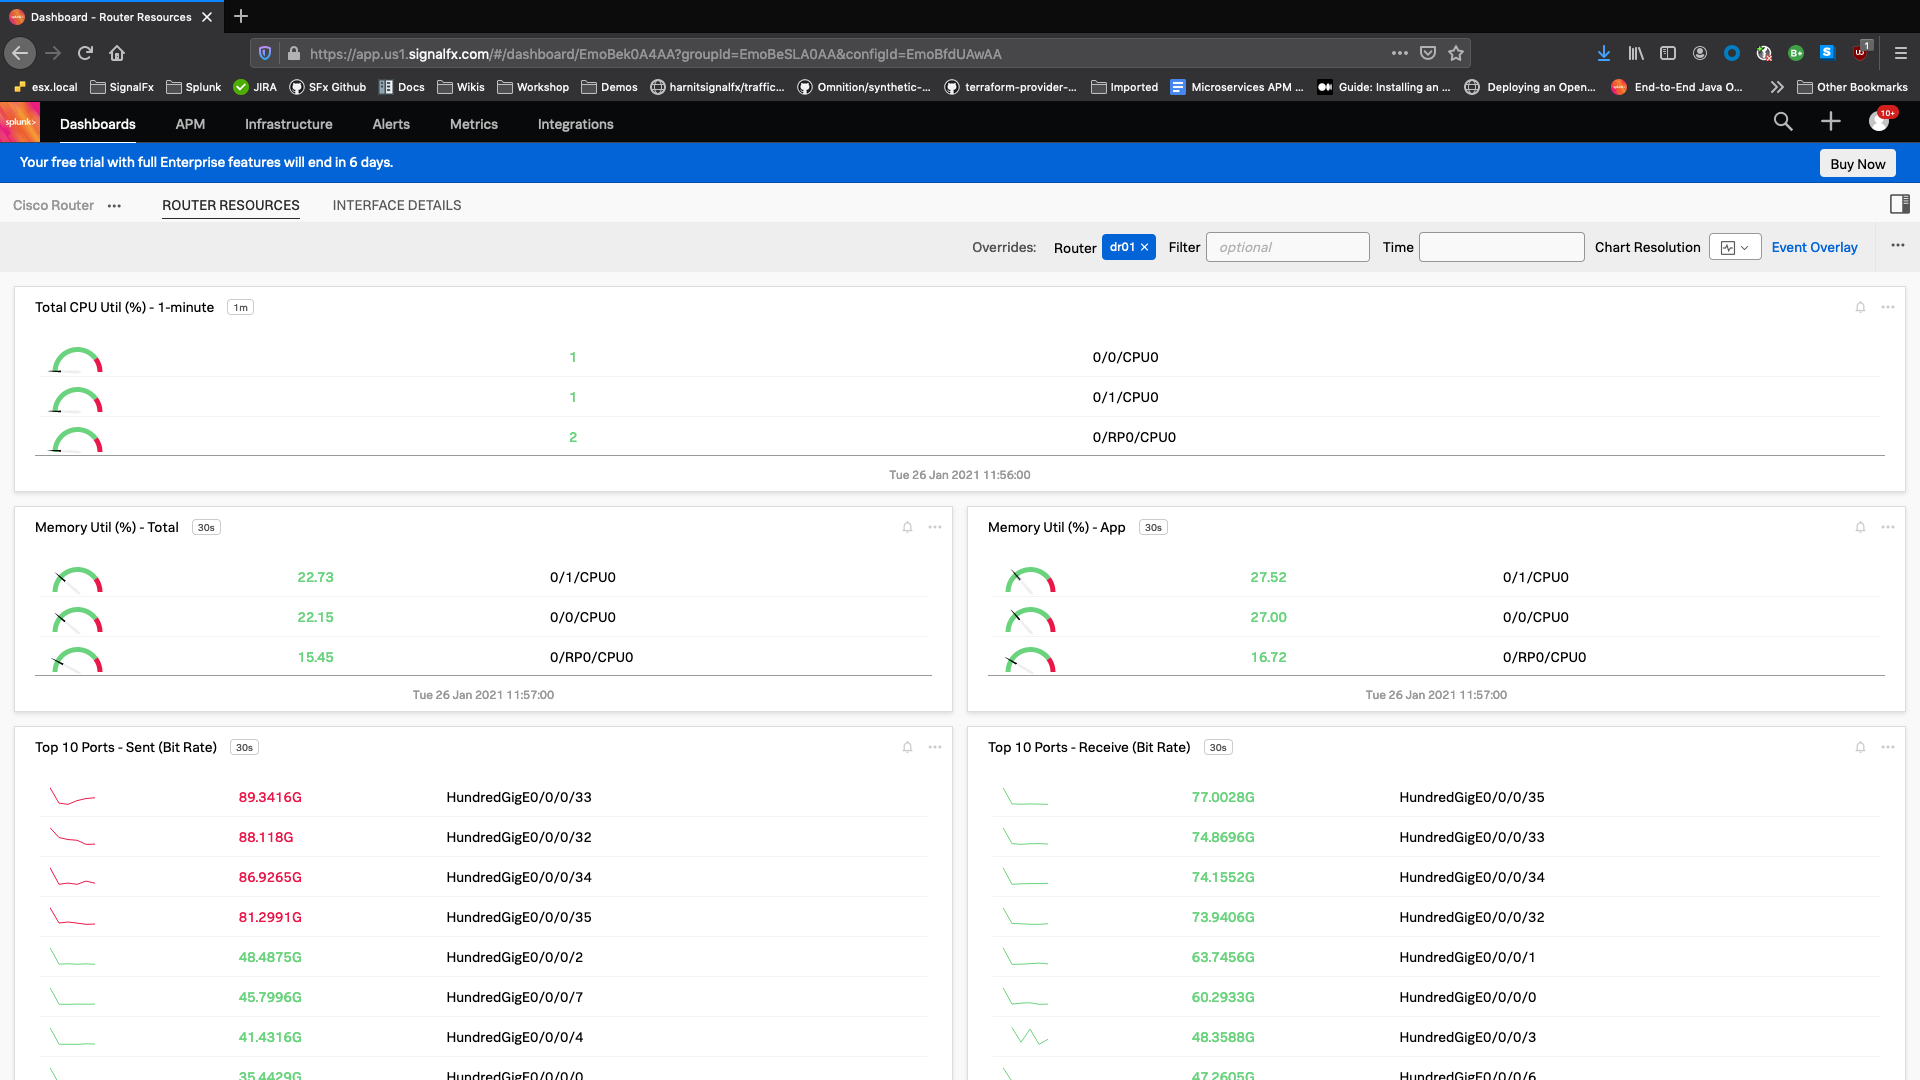 Dashboard - Router Resources
https://app.us1.signalfx.com/#/dashboard/EmoBek0A4AA?groupId=EmoBeSLA0AA&configId=EmoBfdUAwAA
1
esx.local SignalFx Splunk JIRA SFx Github Docs Wikis Workshop Demos harnitsignalfx/traffic... Omnition/synthetic-... terraform-provider-... Imported Microservices APM ... Guide: Installing an ... Deploying an Open... End-to-End Java O... Other Bookmarks
splunk> Dashboards APM Infrastructure Alerts Metrics Integrations 10+
Your free trial with full Enterprise features will end in 6 days. Buy Now
Cisco Router ROUTER RESOURCES INTERFACE DETAILS
Overrides: Router dr01 Filter optional Time Chart Resolution Event Overlay
Total CPU Util (%) - 1-minute 1m
1 0/0/CPU0
1 0/1/CPU0
2 0/RP0/CPU0
Tue 26 Jan 2021 11:56:00
Memory Util (%) - Total 30s
22.73 0/1/CPU0
22.15 0/0/CPU0
15.45 0/RP0/CPU0
Tue 26 Jan 2021 11:57:00
Memory Util (%) - App 30s
27.52 0/1/CPU0
27.00 0/0/CPU0
16.72 0/RP0/CPU0
Tue 26 Jan 2021 11:57:00
Top 10 Ports - Sent (Bit Rate) 30s
89.3416G HundredGigE0/0/0/33
88.118G HundredGigE0/0/0/32
86.9265G HundredGigE0/0/0/34
81.2991G HundredGigE0/0/0/35
48.4875G HundredGigE0/0/0/2
45.7996G HundredGigE0/0/0/7
41.4316G HundredGigE0/0/0/4
35.4429G HundredGigE0/0/0/0
Top 10 Ports - Receive (Bit Rate) 30s
77.0028G HundredGigE0/0/0/35
74.8696G HundredGigE0/0/0/33
74.1552G HundredGigE0/0/0/34
73.9406G HundredGigE0/0/0/32
63.7456G HundredGigE0/0/0/1
60.2933G HundredGigE0/0/0/0
48.3588G HundredGigE0/0/0/3
47.2605G HundredGigE0/0/0/6